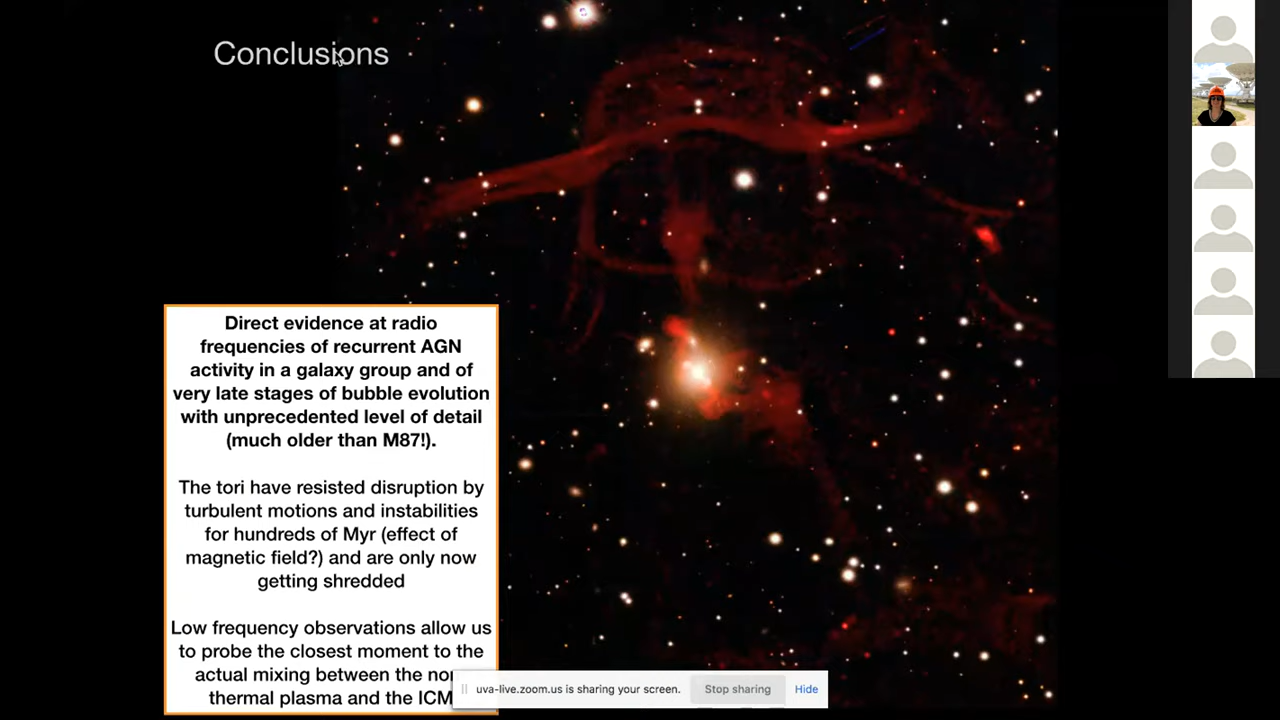 Conclusions
Direct evidence at radio
frequencies of recurrent AGN
activity in a galaxy group and of
very late stages of bubble evolution
with unprecedented level of detail
(much older than M87!).
The tori have resisted disruption by
turbulent motions and instabilities
for hundreds of Myr (effect of
magnetic field?) and are only now
getting shredded
Low frequency observations allow us
to probe the closest moment to the
actual mixing between the
thermal plasma and the ICM
uva-live.zoom.us is sharing your screen.
Stop sharing
Hide